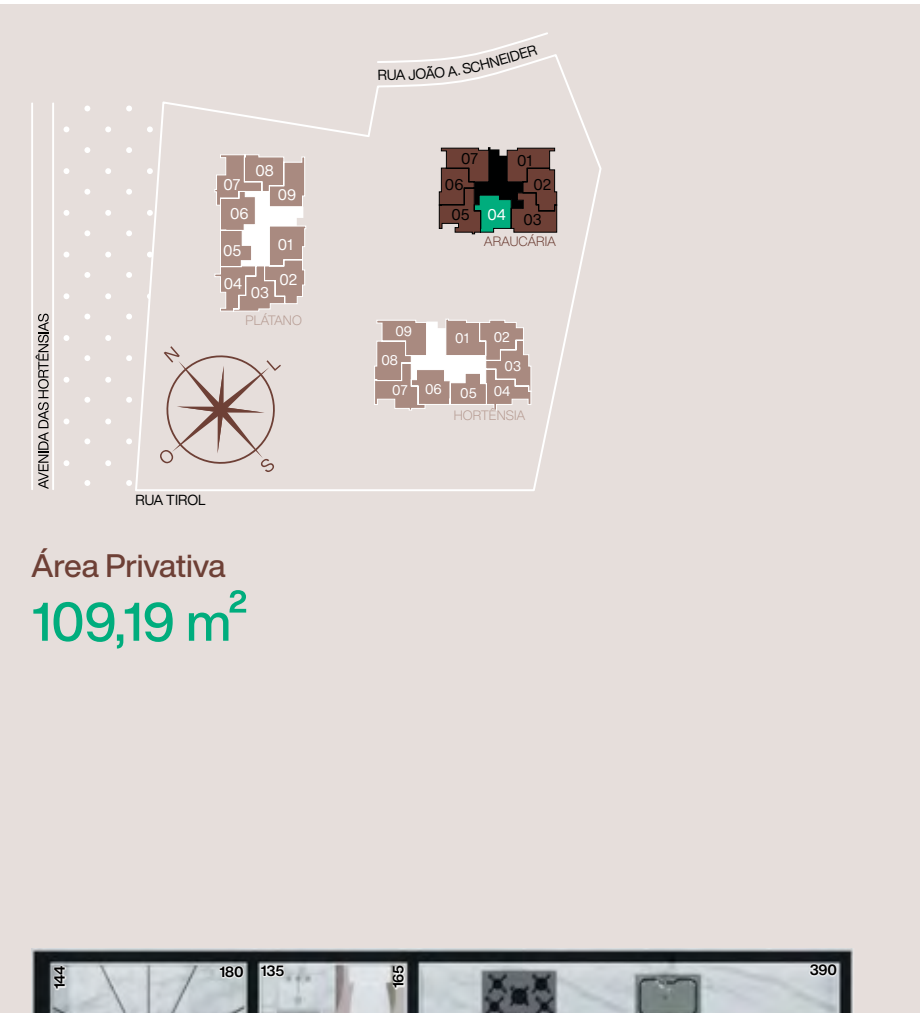 RUA JOÃO A. SCHNEIDER
07
01
06
02
05
04
03
ARAUCÁRIA
08
07
09
06
01
05
04
03
02
PLÁTANO
09
01
02
08
03
07
06
05
04
HORTÊNSIA
AVENIDA DAS HORTÊNSIAS
N
L
O
S
RUA TIROL
Área Privativa
109,19 m²
144
180
135
165
390